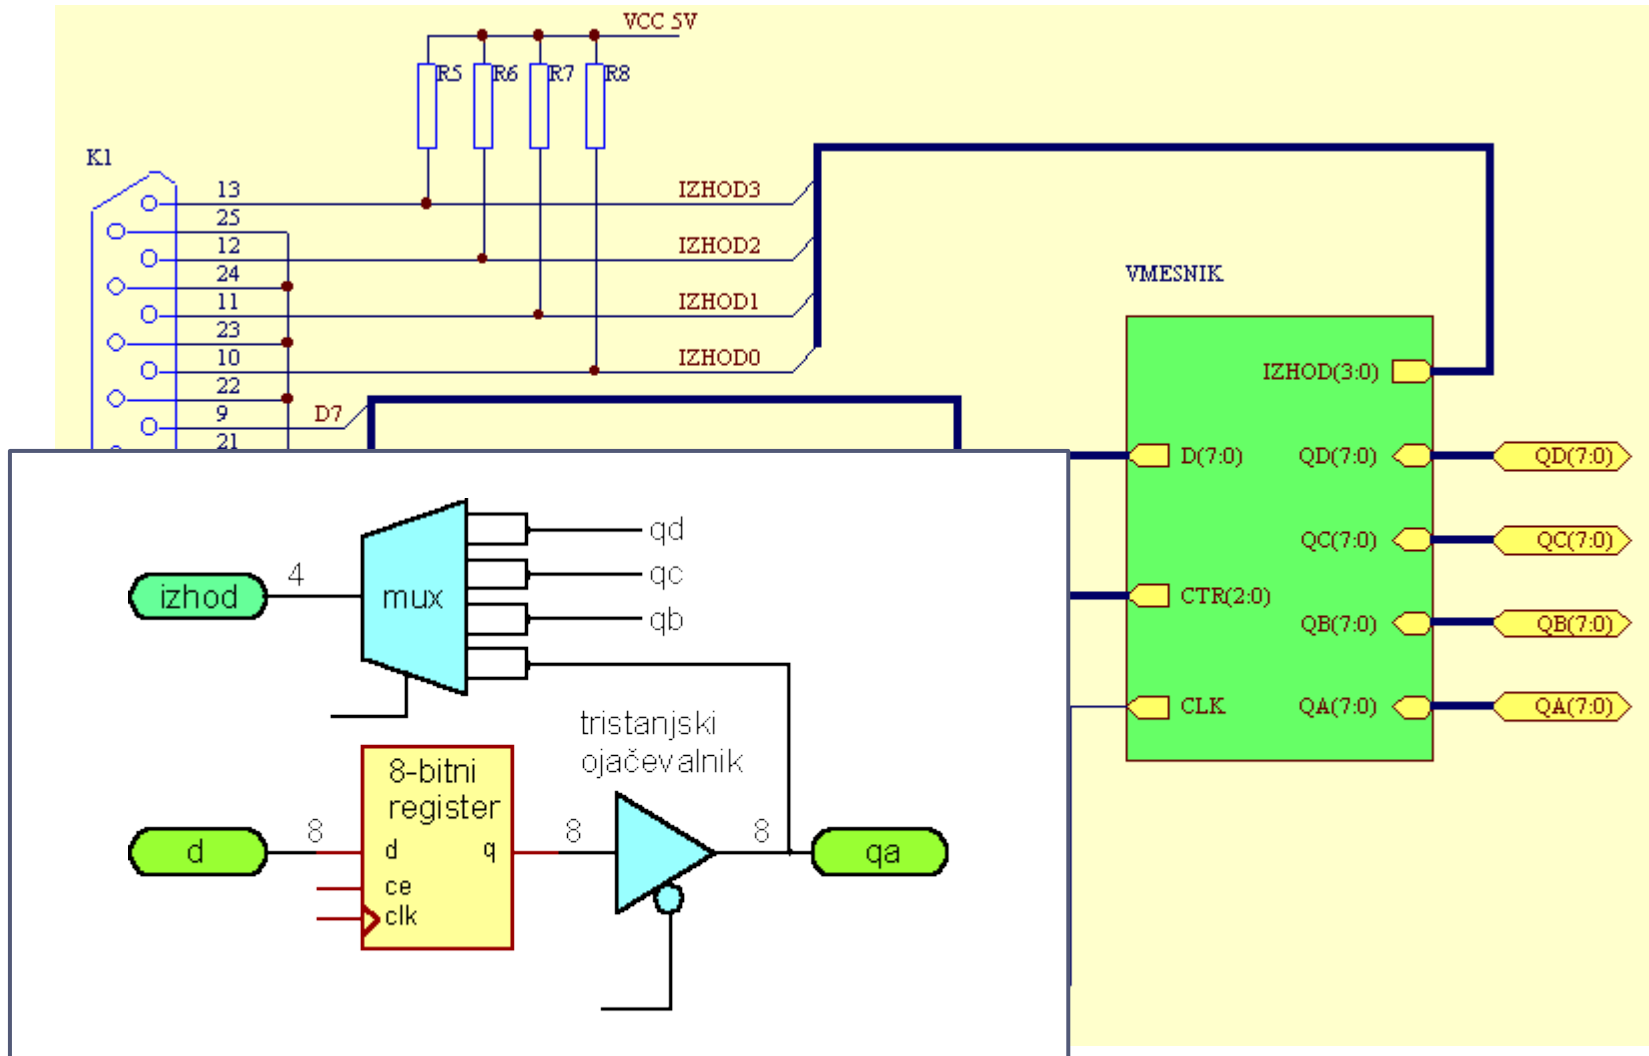 VCC 5V
R5 R6 R7 R8
K1
13 IZHOD3
25
12 IZHOD2
24
11 IZHOD1
23
10 IZHOD0
22
9 D7
21
VMESNIK
IZHOD(3:0)
D(7:0) QD(7:0) QD(7:0)
QC(7:0) QC(7:0)
CTR(2:0)
QB(7:0) QB(7:0)
CLK QA(7:0) QA(7:0)
qd
qc
izhod 4 mux
qb
tristanjski
ojačevalnik
8-bitni
register
d 8 d q 8 8 qa
ce
clk